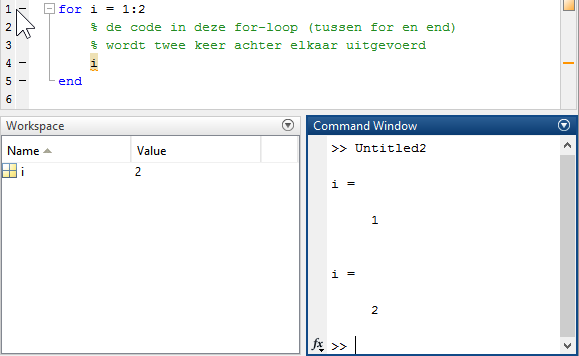 1 for i = 1:2
2 % de code in deze for-loop (tussen for en end)
3 % wordt twee keer achter elkaar uitgevoerd
4 i
5 end
6
Workspace
Name Value
i 2
Command Window
>> Untitled2
i =
1
i =
2
fx >>